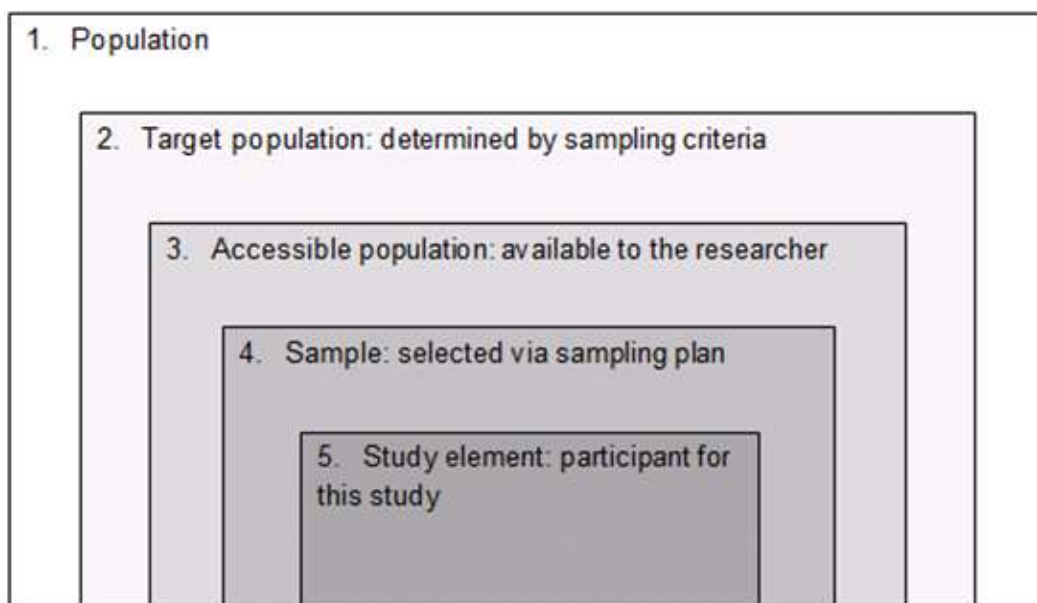 1. Population
2. Target population: determined by sampling criteria
3. Accessible population: available to the researcher
4. Sample: selected via sampling plan
5. Study element: participant for
this study